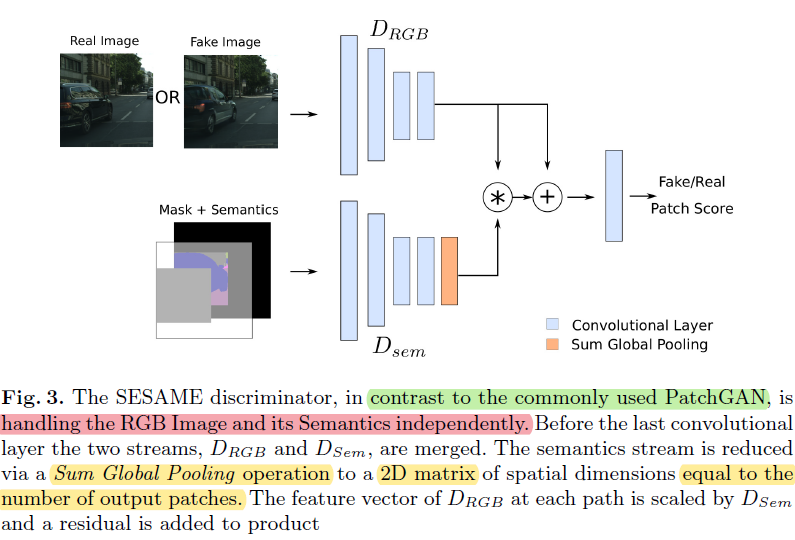 D_RGB
Real Image
Fake Image
OR
Mask + Semantics
*
+
Fake/Real
Patch Score
D_sem
Convolutional Layer
Sum Global Pooling
Fig. 3. The SESAME discriminator, in contrast to the commonly used PatchGAN, is
handling the RGB Image and its Semantics independently. Before the last convolutional
layer the two streams, D_RGB and D_Sem, are merged. The semantics stream is reduced
via a Sum Global Pooling operation to a 2D matrix of spatial dimensions equal to the
number of output patches. The feature vector of D_RGB at each path is scaled by D_Sem
and a residual is added to product